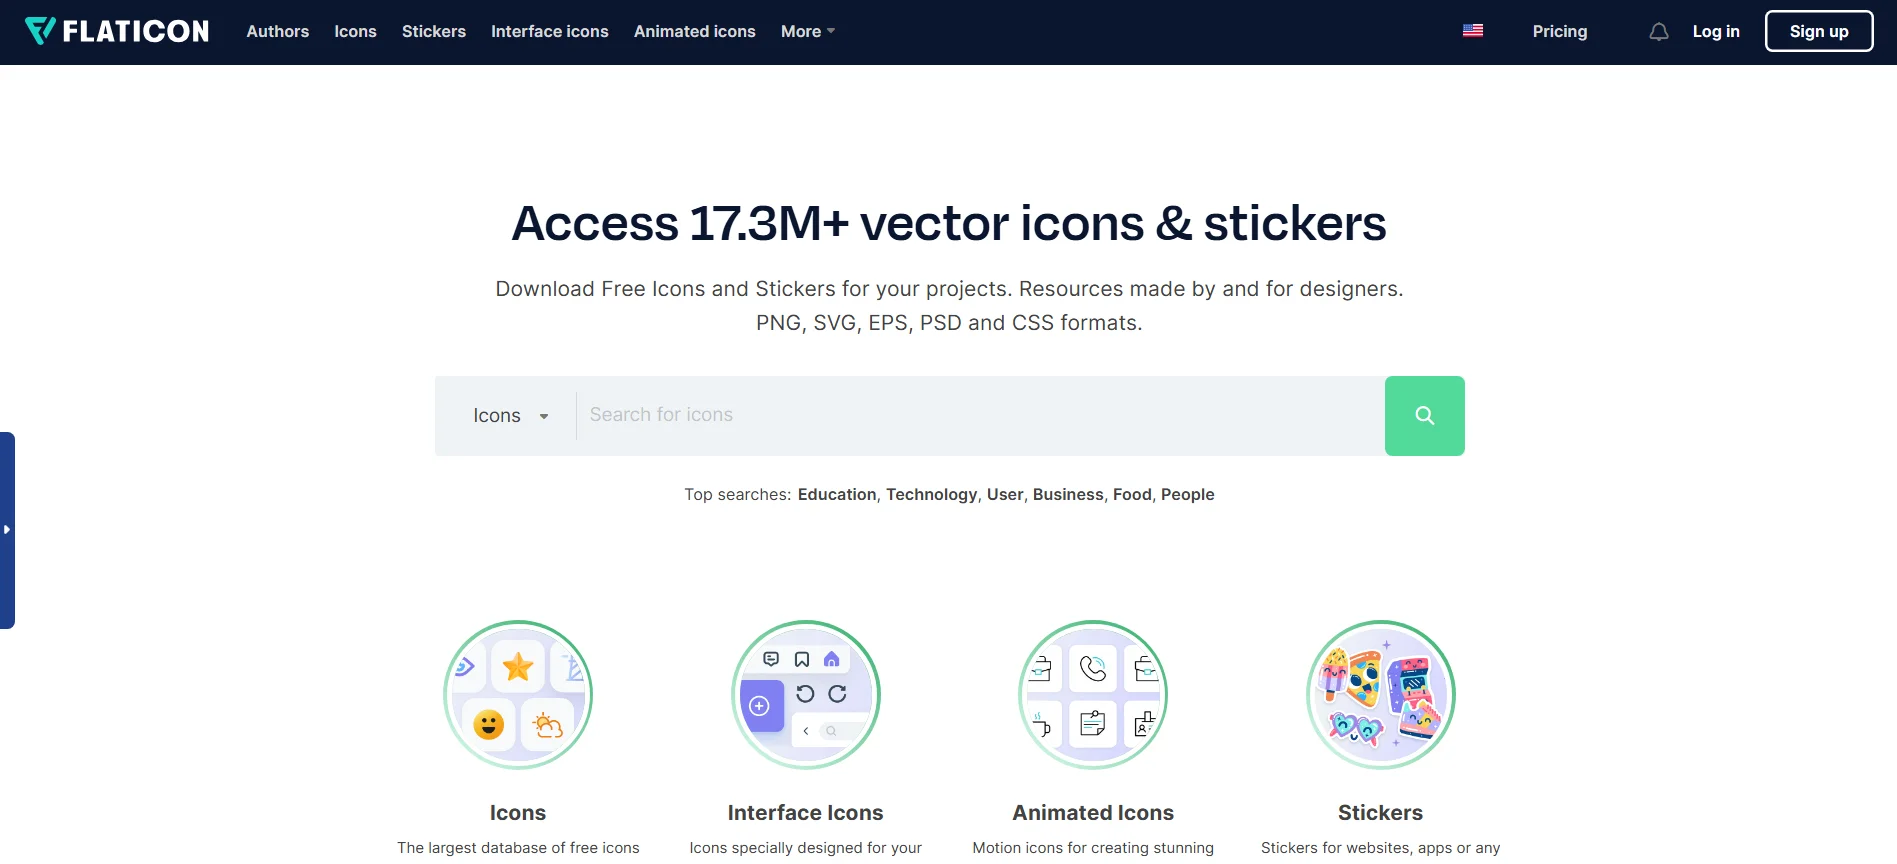 FLATICON Authors Icons Stickers Interface icons Animated icons More Pricing Log in Sign up
Access 17.3M+ vector icons & stickers
Download Free Icons and Stickers for your projects. Resources made by and for designers.
PNG, SVG, EPS, PSD and CSS formats.
Icons Search for icons
Top searches: Education, Technology, User, Business, Food, People
Icons Interface Icons Animated Icons Stickers
The largest database of free icons Icons specially designed for your Motion icons for creating stunning Stickers for websites, apps or any